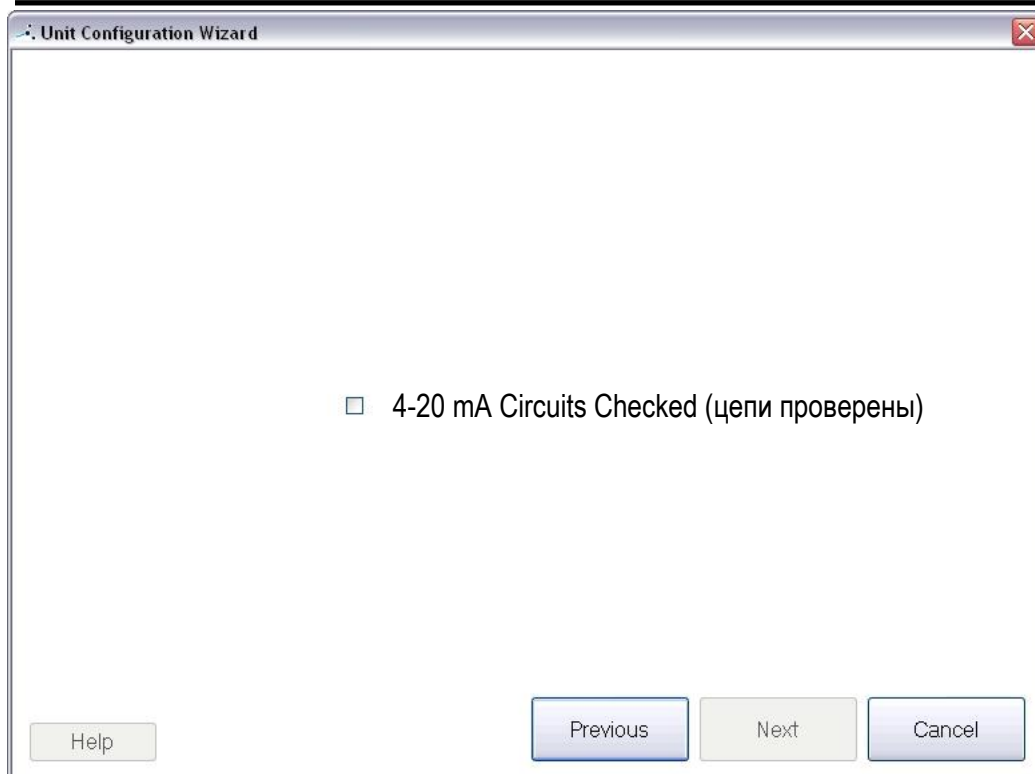 Unit Configuration Wizard
4-20 mA Circuits Checked (цепи проверены)
Help
Previous
Next
Cancel